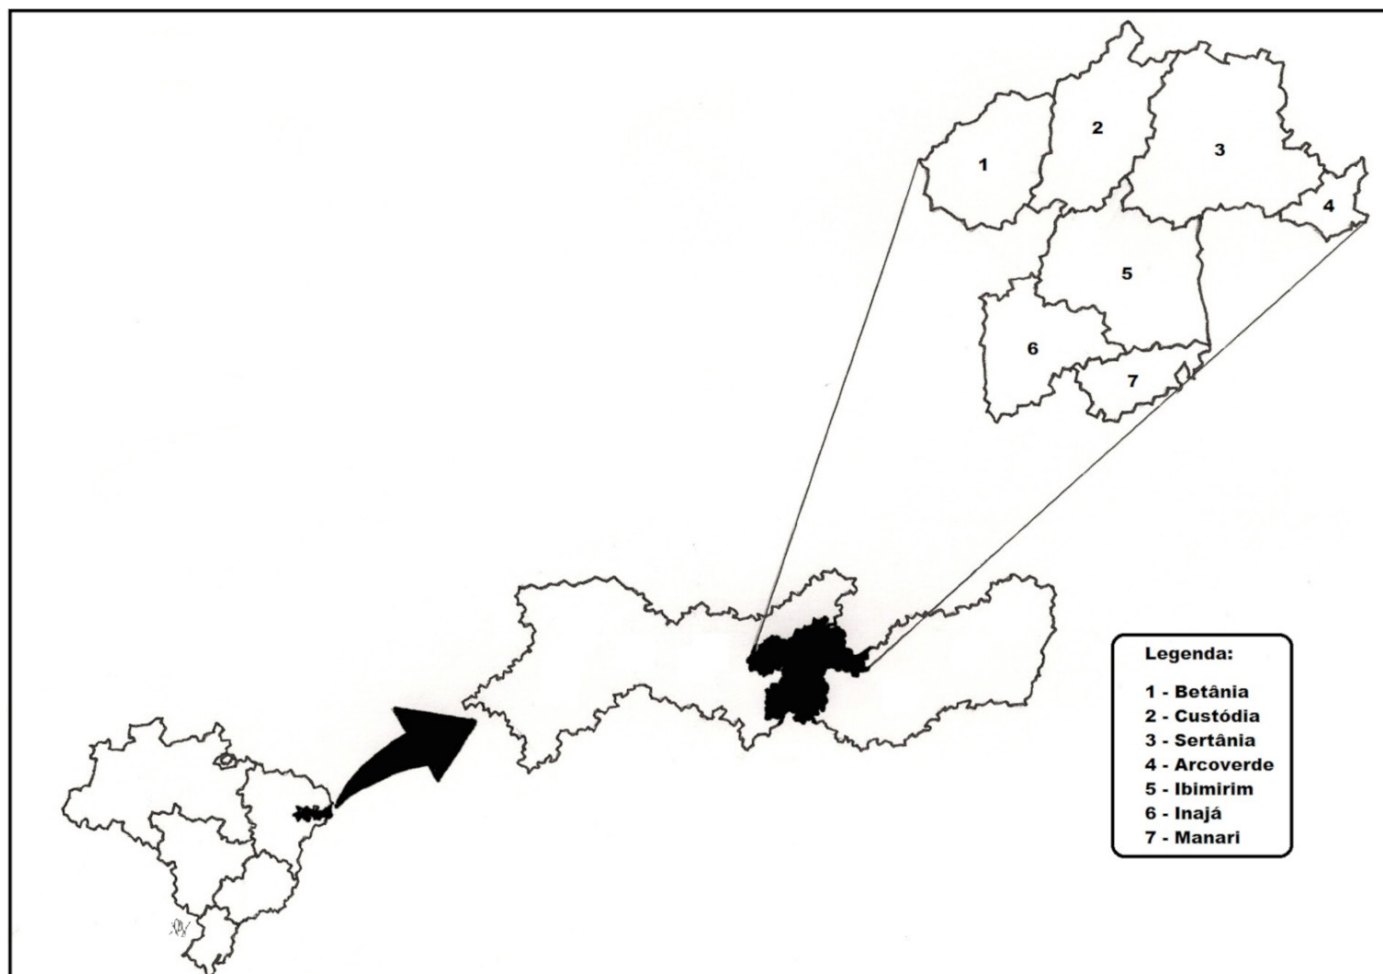 2
3
1
4
5
6
7
Legenda:
1 - Betânia
2 - Custódia
3 - Sertânia
4 - Arcoverde
5 - Ibimirim
6 - Inajá
7 - Manari